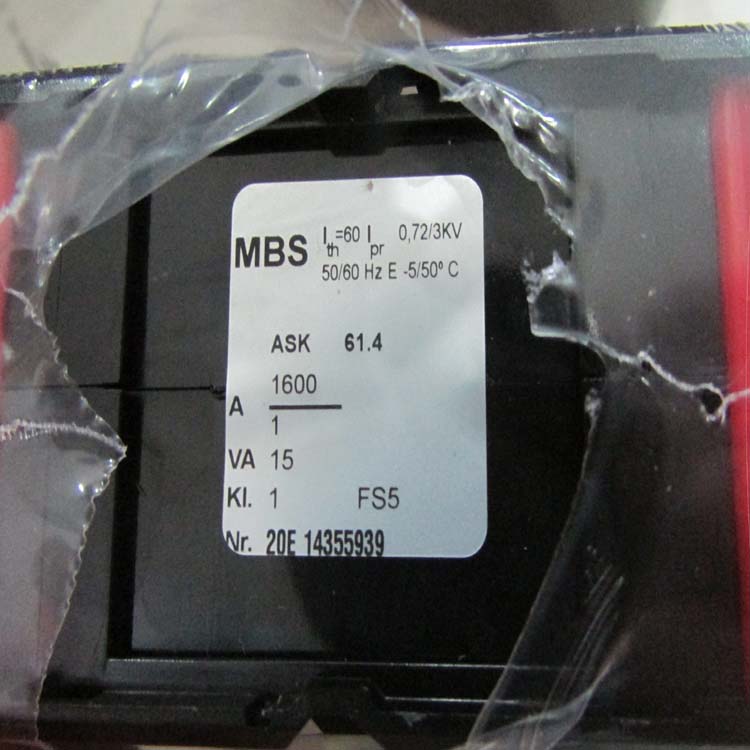 MBS Ith=60 Ipr 0,72/3KV
50/60 Hz E -5/50º C
ASK 61.4
A 1600
1
VA 15
Kl. 1 FS5
Nr. 20E 14355939